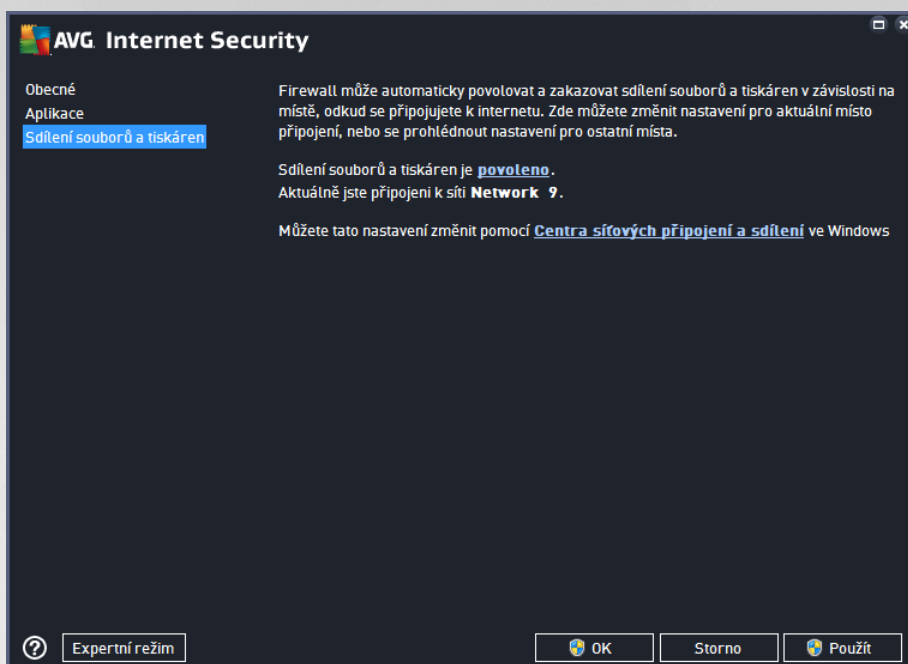 AVG. Internet Security
Obecné
Aplikace
Sdílení souborů a tiskáren
Firewall může automaticky povolovat a zakazovat sdílení souborů a tiskáren v závislosti na
místě, odkud se připojujete k internetu. Zde můžete změnit nastavení pro aktuální místo
připojení, nebo se prohlédnout nastavení pro ostatní místa.
Sdílení souborů a tiskáren je povoleno.
Aktuálně jste připojeni k síti Network 9.
Můžete tato nastavení změnit pomocí Centra síťových připojení a sdílení ve Windows
? Expertní režim
OK
Storno
Použít